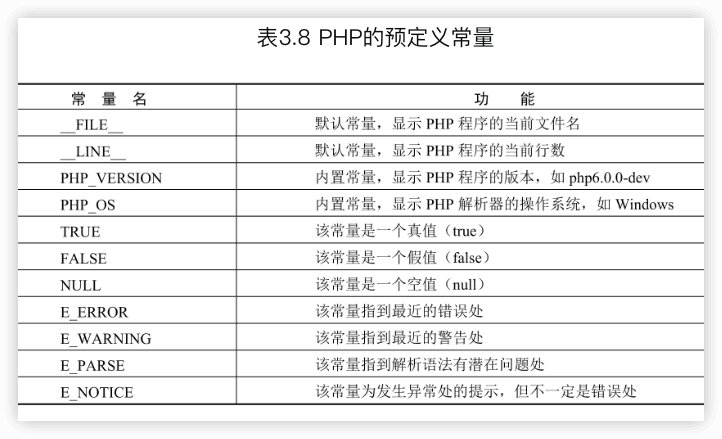 表3.8 PHP的预定义常量
常 量 名 功 能
__FILE__ 默认常量，显示 PHP 程序的当前文件名
__LINE__ 默认常量，显示 PHP 程序的当前行数
PHP_VERSION 内置常量，显示 PHP 程序的版本，如 php6.0.0-dev
PHP_OS 内置常量，显示 PHP 解析器的操作系统，如 Windows
TRUE 该常量是一个真值（true）
FALSE 该常量是一个假值（false）
NULL 该常量是一个空值（null）
E_ERROR 该常量指到最近的错误处
E_WARNING 该常量指到最近的警告处
E_PARSE 该常量指到解析语法有潜在问题处
E_NOTICE 该常量为发生异常处的提示，但不一定是错误处